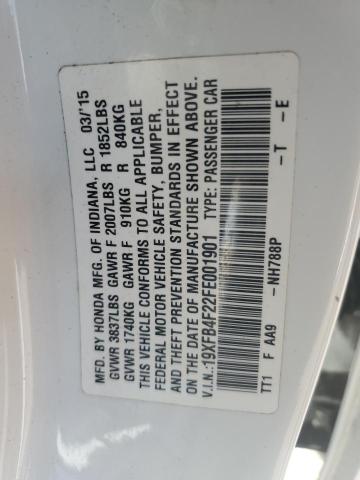 MFD. BY HONDA MFG. OF INDIANA, LLC 03/'15
GVWR 3837LBS GAWR F 2007LBS R 1852LBS
GVWR 1740KG GAWR F 910KG R 840KG
THIS VEHICLE CONFORMS TO ALL APPLICABLE
FEDERAL MOTOR VEHICLE SAFETY, BUMPER,
AND THEFT PREVENTION STANDARDS IN EFFECT
ON THE DATE OF MANUFACTURE SHOWN ABOVE.
V.I.N.:19XFB4F22FE001901 TYPE: PASSENGER CAR
TT1 F AA9 -NH788P -T -E